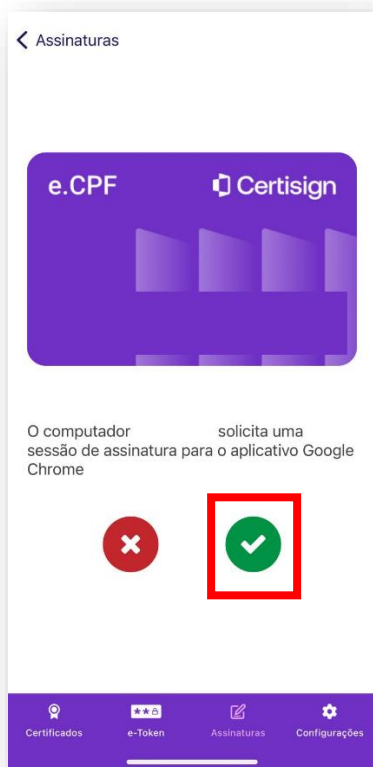 Assinaturas
e.CPF
Certisign
O computador solicita uma
sessão de assinatura para o aplicativo Google
Chrome
Certificados
e-Token
Assinaturas
Configurações